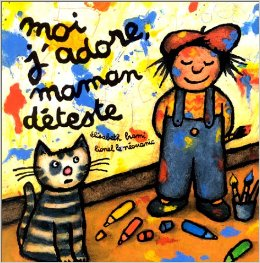 moi
j'adore,
maman
déteste
élisabeth brami
lionel le néouanic